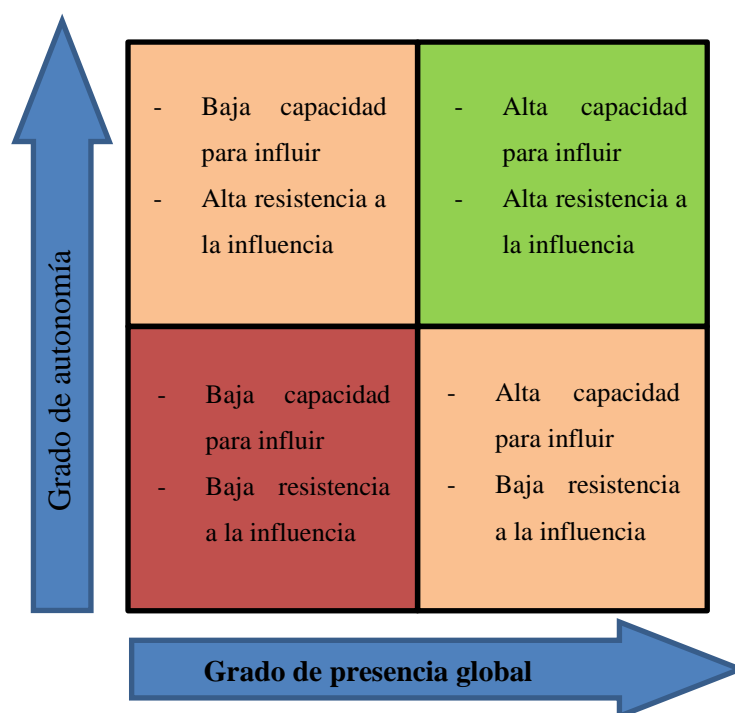 - Baja capacidad
para influir
- Alta resistencia a
la influencia
- Alta capacidad
para influir
- Alta resistencia a
la influencia
Grado de autonomía
- Baja capacidad
para influir
- Baja resistencia
a la influencia
- Alta capacidad
para influir
- Baja resistencia
a la influencia
Grado de presencia global